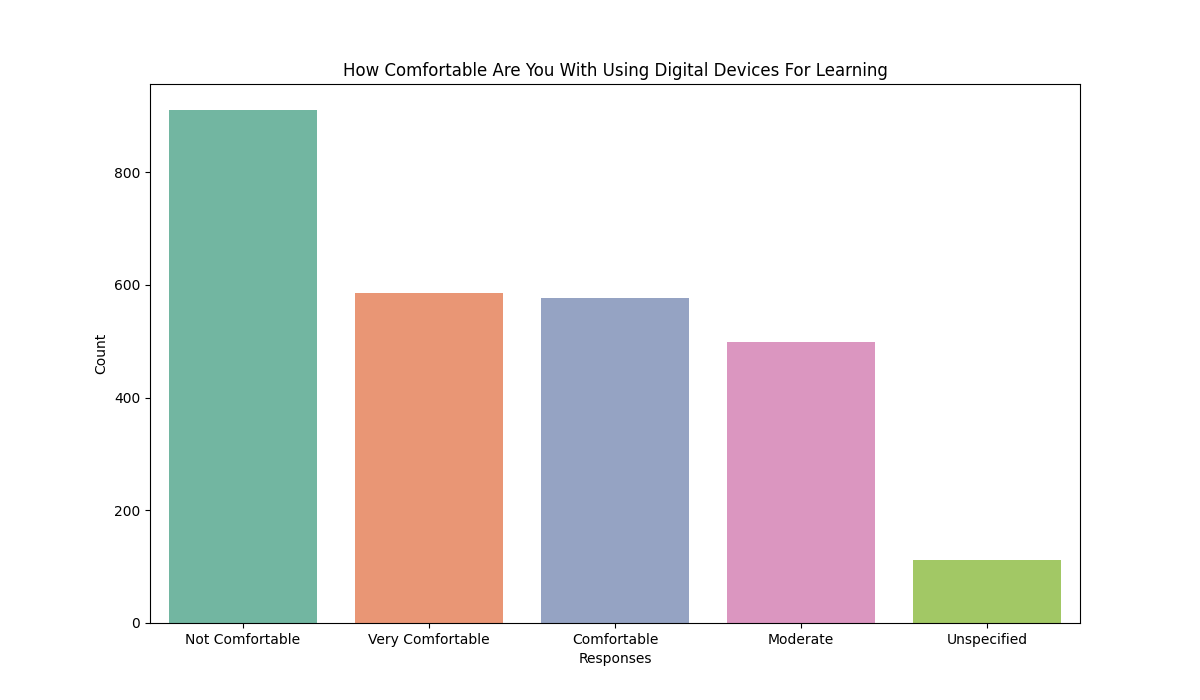 How Comfortable Are You With Using Digital Devices For Learning
800
600
400
200
0
Count
Not Comfortable
Very Comfortable
Comfortable
Moderate
Unspecified
Responses